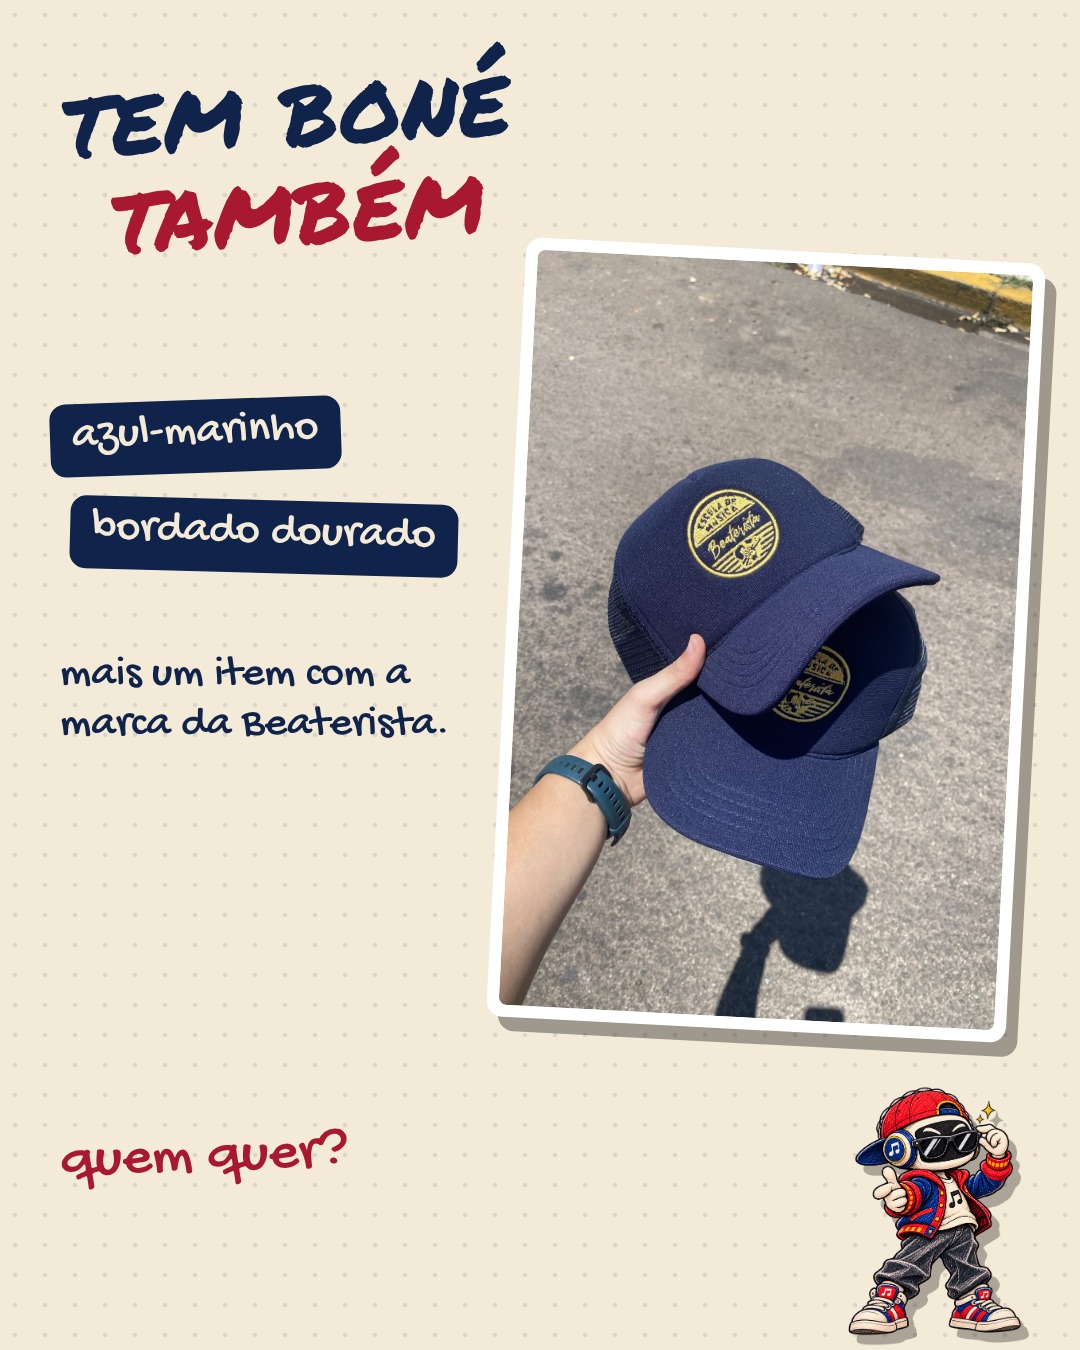 TEM BONÉ
TAMBÉM
azul-marinho
bordado dourado
mais um item com a
marca da Beaterista.
ESCOLA DE
MÚSICA
Beaterista
quem quer?